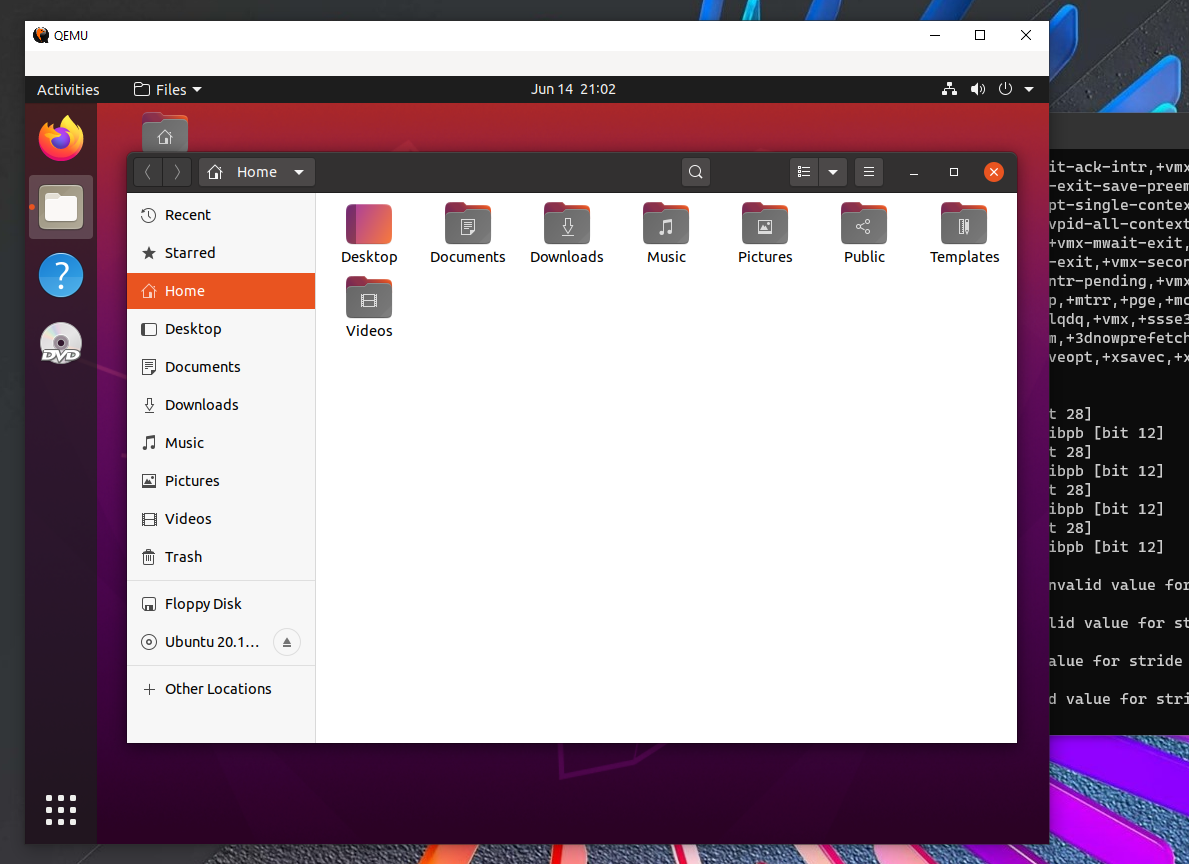 QEMU
Activities
Files
Jun 14 21:02
Home
Recent
Starred
Home
Desktop
Documents
Downloads
Music
Pictures
Videos
Trash
Floppy Disk
Ubuntu 20.1…
Other Locations
Desktop
Documents
Downloads
Music
Pictures
Public
Templates
Videos
?
DVD
it-ack-intr,+vmx
-exit-save-preem
pt-single-contex
vpid-all-context
+vmx-mwait-exit,
-exit,+vmx-secon
ntr-pending,+vmx
p,+mtrr,+pge,+mc
lqdq,+vmx,+ssse3
m,+3dnowprefetch
veopt,+xsavec,+x
t 28]
ibpb [bit 12]
t 28]
ibpb [bit 12]
t 28]
ibpb [bit 12]
t 28]
ibpb [bit 12]
nvalid value for
lid value for st
alue for stride
d value for stri